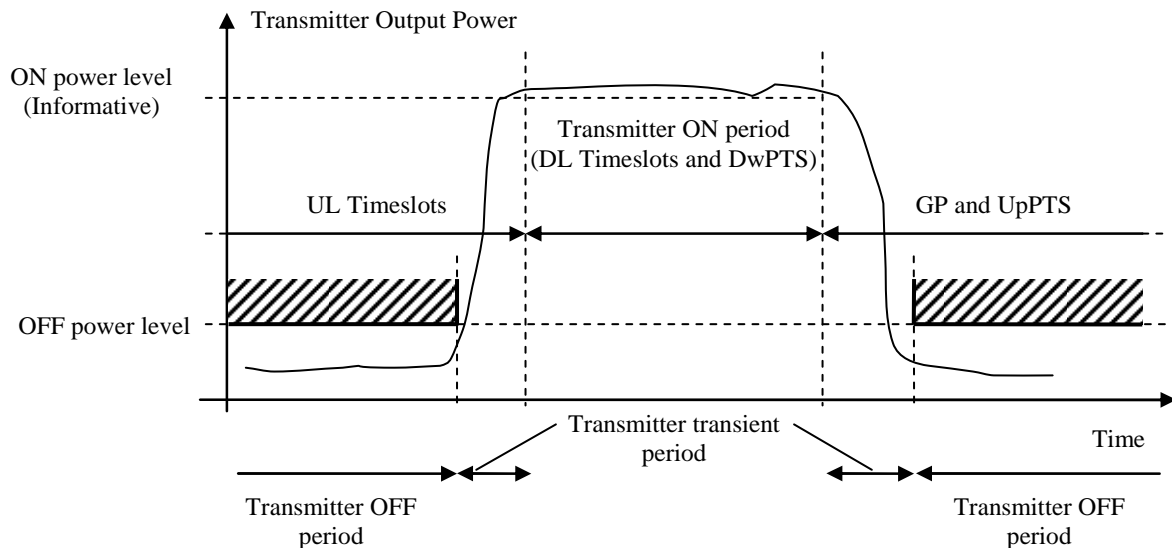 Transmitter Output Power
ON power level
(Informative)
Transmitter ON period
(DL Timeslots and DwPTS)
UL Timeslots
GP and UpPTS
OFF power level
Transmitter transient
period
Time
Transmitter OFF
period
Transmitter OFF
period